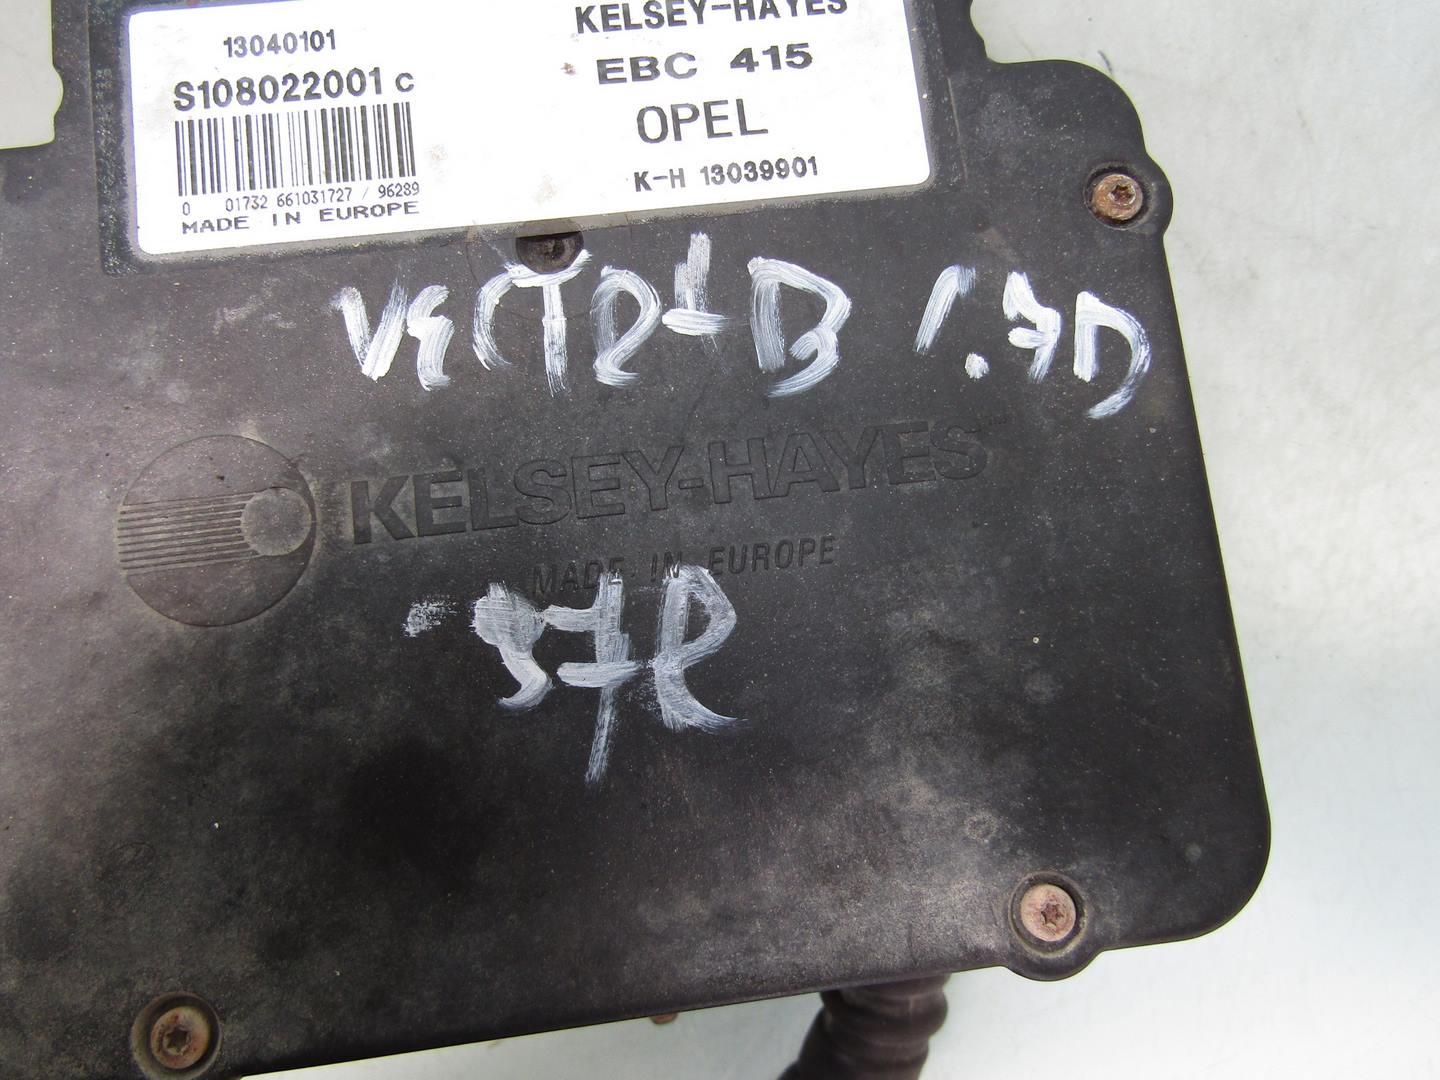 13040101
S108022001 C
0 01732 661031727 / 96289
MADE IN EUROPE
KELSEY-HAYES
EBC 415
OPEL
K-H 13039901
VECTRA B 1.7D
KELSEY-HAYES
MADE IN EUROPE
97R